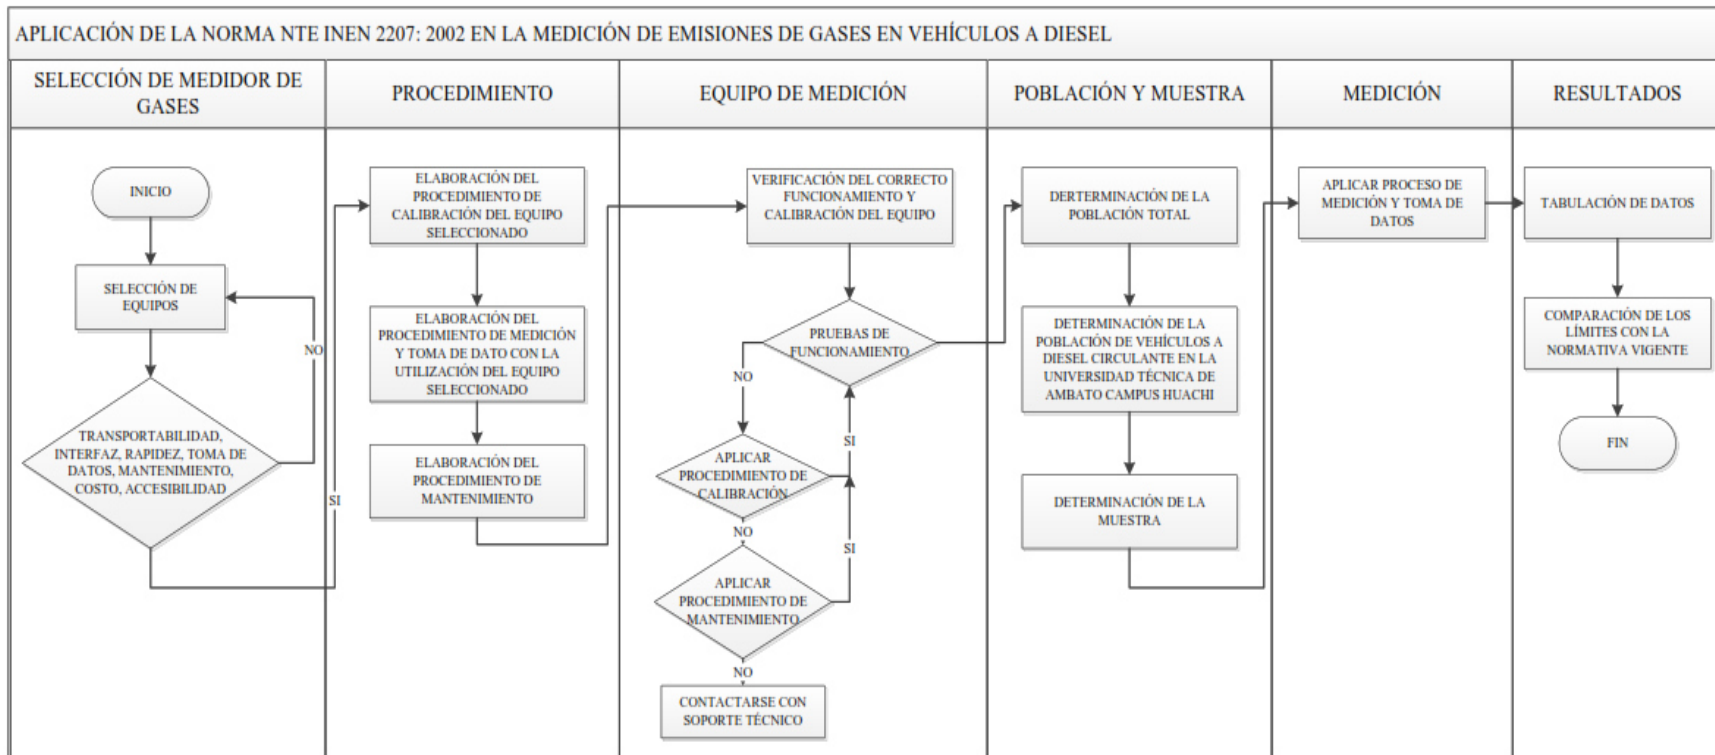 APLICACIÓN DE LA NORMA NTE INEN 2207: 2002 EN LA MEDICIÓN DE EMISIONES DE GASES EN VEHÍCULOS A DIESEL
SELECCIÓN DE MEDIDOR DE
GASES
PROCEDIMIENTO
EQUIPO DE MEDICIÓN
POBLACIÓN Y MUESTRA
MEDICIÓN
RESULTADOS
INICIO
SELECCIÓN DE
EQUIPOS
NO
TRANSPORTABILIDAD,
INTERFAZ, RAPIDEZ, TOMA DE
DATOS, MANTENIMIENTO,
COSTO, ACCESIBILIDAD
SI
ELABORACIÓN DEL
PROCEDIMIENTO DE
CALIBRACIÓN DEL EQUIPO
SELECCIONADO
ELABORACIÓN DEL
PROCEDIMIENTO DE MEDICIÓN
Y TOMA DE DATO CON LA
UTILIZACIÓN DEL EQUIPO
SELECCIONADO
ELABORACIÓN DEL
PROCEDIMIENTO DE
MANTENIMIENTO
VERIFICACIÓN DEL CORRECTO
FUNCIONAMIENTO Y
CALIBRACIÓN DEL EQUIPO
PRUEBAS DE
FUNCIONAMIENTO
NO
SI
APLICAR
PROCEDIMIENTO DE
CALIBRACIÓN
NO
SI
APLICAR
PROCEDIMIENTO DE
MANTENIMIENTO
NO
CONTACTARSE CON
SOPORTE TÉCNICO
DERTERMINACIÓN DE LA
POBLACIÓN TOTAL
DETERMINACIÓN DE LA
POBLACIÓN DE VEHÍCULOS A
DIESEL CIRCULANTE EN LA
UNIVERSIDAD TÉCNICA DE
AMBATO CAMPUS HUACHI
DETERMINACIÓN DE LA
MUESTRA
APLICAR PROCESO DE
MEDICIÓN Y TOMA DE
DATOS
TABULACIÓN DE DATOS
COMPARACIÓN DE LOS
LÍMITES CON LA
NORMATIVA VIGENTE
FIN